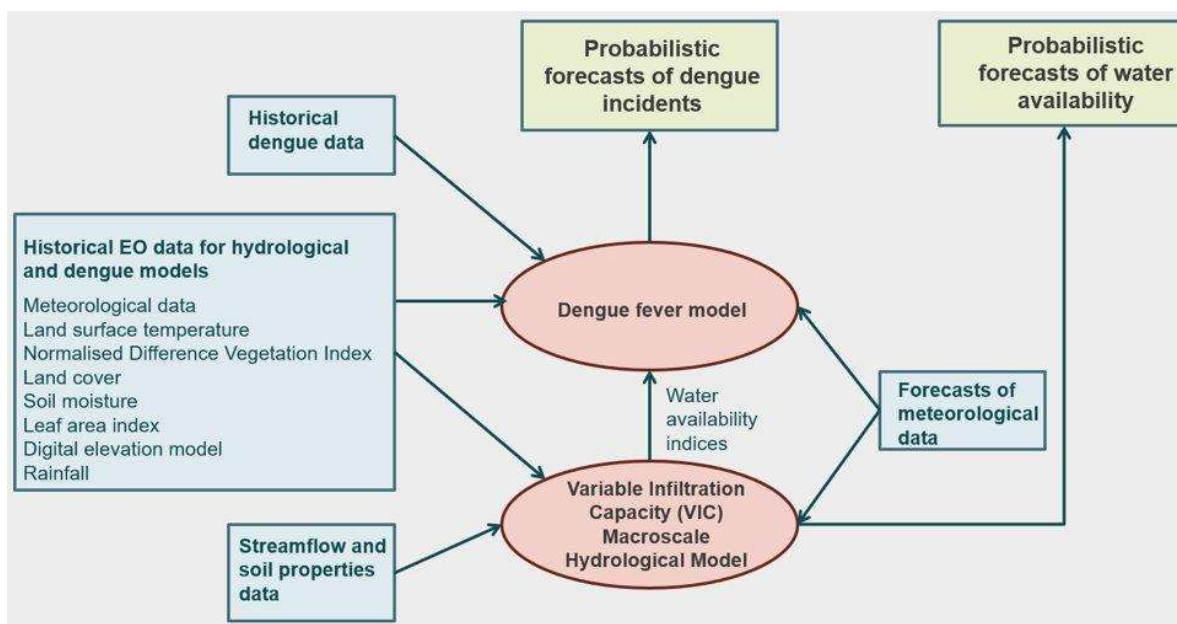 Probabilistic
forecasts of dengue
incidents
Probabilistic
forecasts of water
availability
Historical
dengue data
Historical EO data for hydrological
and dengue models
Meteorological data
Land surface temperature
Normalised Difference Vegetation Index
Land cover
Soil moisture
Leaf area index
Digital elevation model
Rainfall
Dengue fever model
Water
availability
indices
Forecasts of
meteorological
data
Variable Infiltration
Capacity (VIC)
Macroscale
Hydrological Model
Streamflow and
soil properties
data